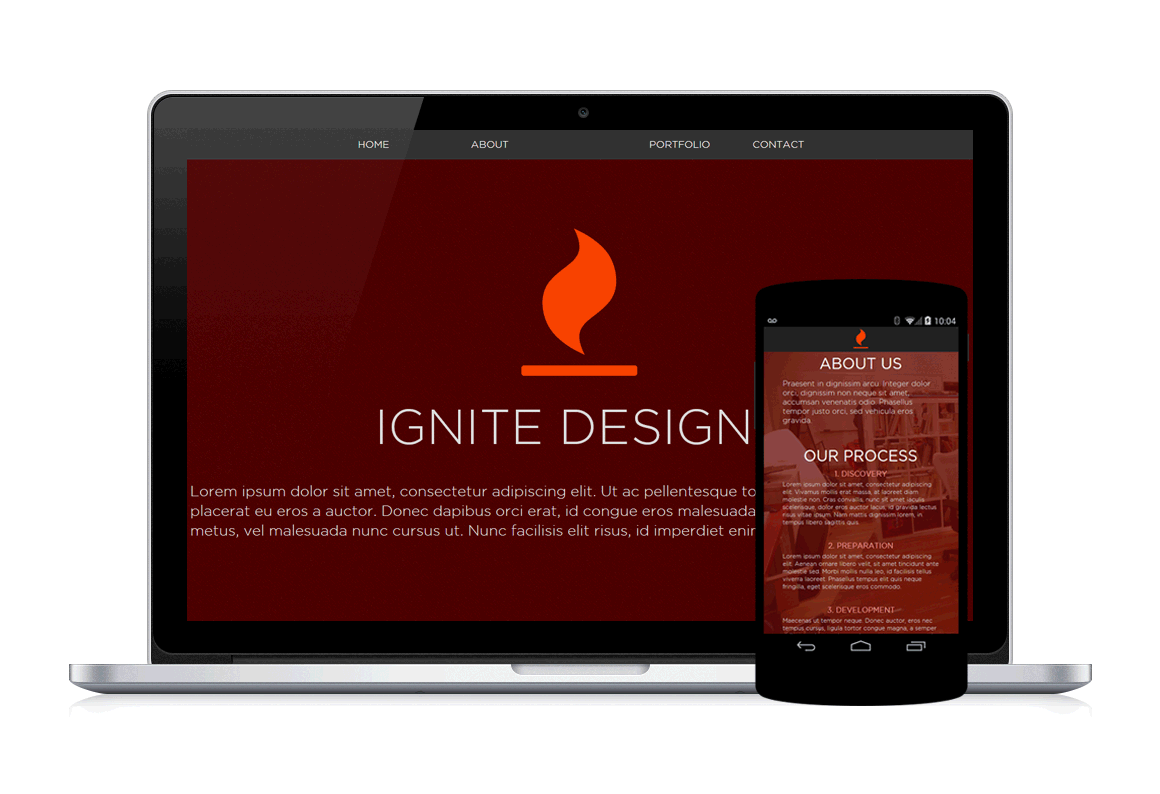 HOME ABOUT PORTFOLIO CONTACT
IGNITE DESIGN
Lorem ipsum dolor sit amet, consectetur adipiscing elit. Ut ac pellentesque to
placerat eu eros a auctor. Donec dapibus orci erat, id congue eros malesuada
metus, vel malesuada nunc cursus ut. Nunc facilisis elit risus, id imperdiet enim
10:04
ABOUT US
Praesent in dignissim arcu. Integer dolor
orci, dignissim non neque sit amet,
accumsan venenatis odio. Phasellus
tempor justo orci, sed vehicula eros
gravida.
OUR PROCESS
1. DISCOVERY
Lorem ipsum dolor sit amet, consectetur adipiscing
elit. Vivamus mollis erat massa, at laoreet diam
molestie non. Cras convallis, nunc sit amet iaculis
scelerisque, dolor eros auctor lacus, id gravida lectus
risus vitae ipsum. Nam mattis dignissim lorem, in
tempus libero sagittis quis.
2. PREPARATION
Lorem ipsum dolor sit amet, consectetur adipiscing
elit. Aenean ornare libero velit, sit amet tincidunt ante
molestie sed. Morbi mollis nulla leo, id facilisis tellus
viverra laoreet. Phasellus tempus elit quis neque
fringilla, eget scelerisque eros commodo.
3. DEVELOPMENT
Maecenas ut tempor neque. Donec auctor, eros nec
tempus cursus, ligula tortor congue magna, a semper